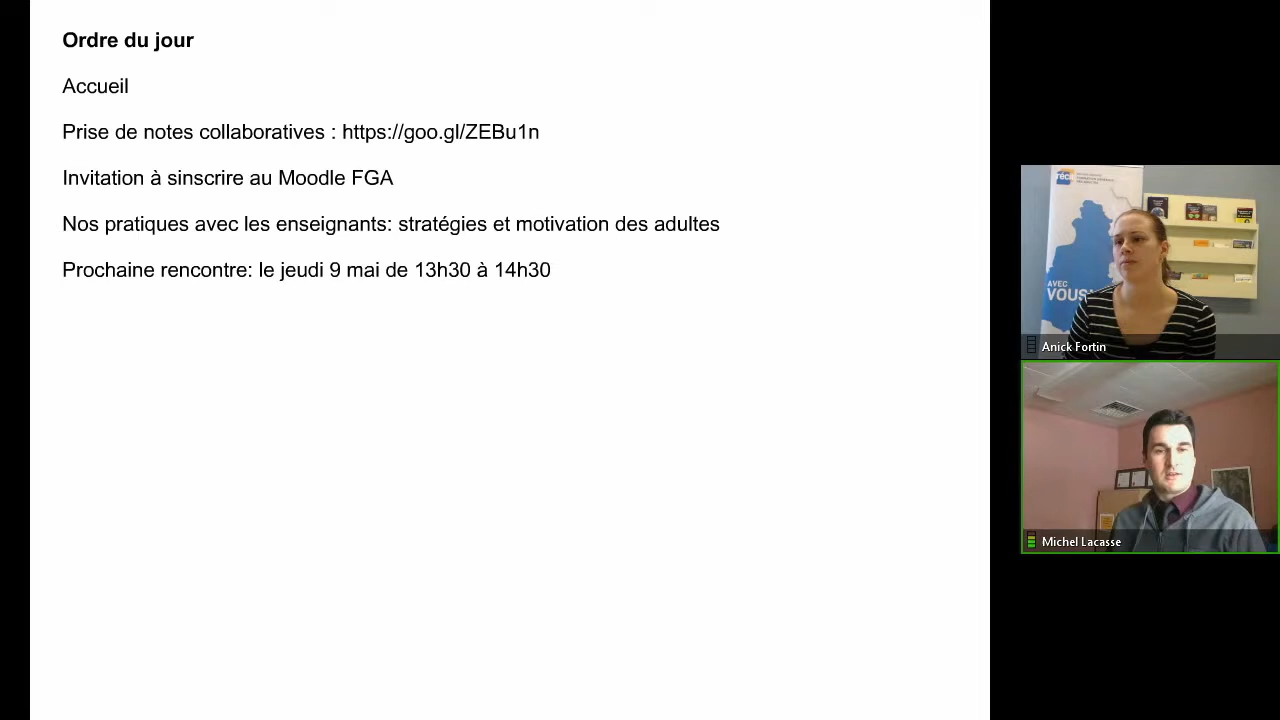 Ordre du jour
Accueil
Prise de notes collaboratives : https://goo.gl/ZEBu1n
Invitation à sinscrire au Moodle FGA
Nos pratiques avec les enseignants: stratégies et motivation des adultes
Prochaine rencontre: le jeudi 9 mai de 13h30 à 14h30
AVEC
VOUS
Anick Fortin
Michel Lacasse